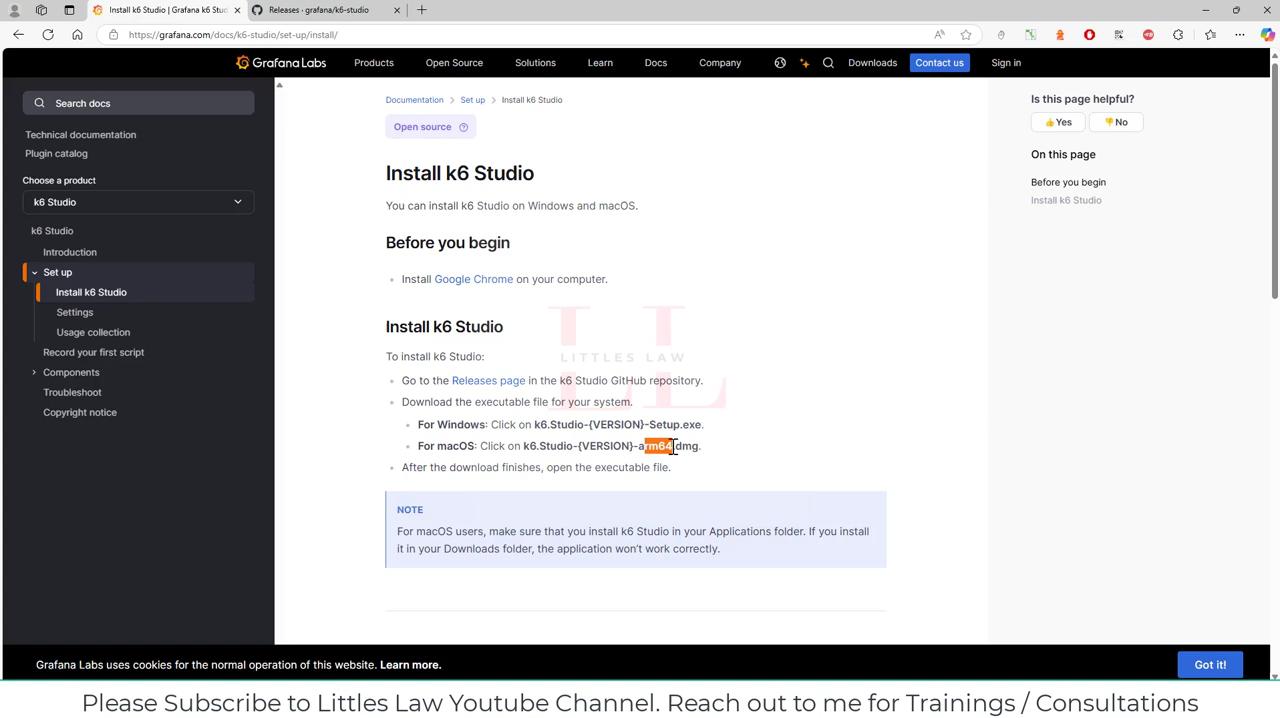 Install k6 Studio | Grafana k6 Stud
Releases · grafana/k6-studio
https://grafana.com/docs/k6-studio/set-up/install/
Grafana Labs
Products
Open Source
Solutions
Learn
Docs
Company
Downloads
Contact us
Sign in
Search docs
Technical documentation
Plugin catalog
Choose a product
k6 Studio
k6 Studio
Introduction
Set up
Install k6 Studio
Settings
Usage collection
Record your first script
Components
Troubleshoot
Copyright notice
Documentation > Set up > Install k6 Studio
Open source
Install k6 Studio
You can install k6 Studio on Windows and macOS.
Before you begin
• Install Google Chrome on your computer.
Install k6 Studio
LITTLES LAW
To install k6 Studio:
• Go to the Releases page in the k6 Studio GitHub repository.
• Download the executable file for your system.
• For Windows: Click on k6.Studio-{VERSION}-Setup.exe.
• For macOS: Click on k6.Studio-{VERSION}-arm64.dmg.
• After the download finishes, open the executable file.
NOTE
For macOS users, make sure that you install k6 Studio in your Applications folder. If you install
it in your Downloads folder, the application won't work correctly.
Is this page helpful?
👍Yes
👎No
On this page
Before you begin
Install k6 Studio
Grafana Labs uses cookies for the normal operation of this website. Learn more.
Got it!
Please Subscribe to Littles Law Youtube Channel. Reach out to me for Trainings / Consultations